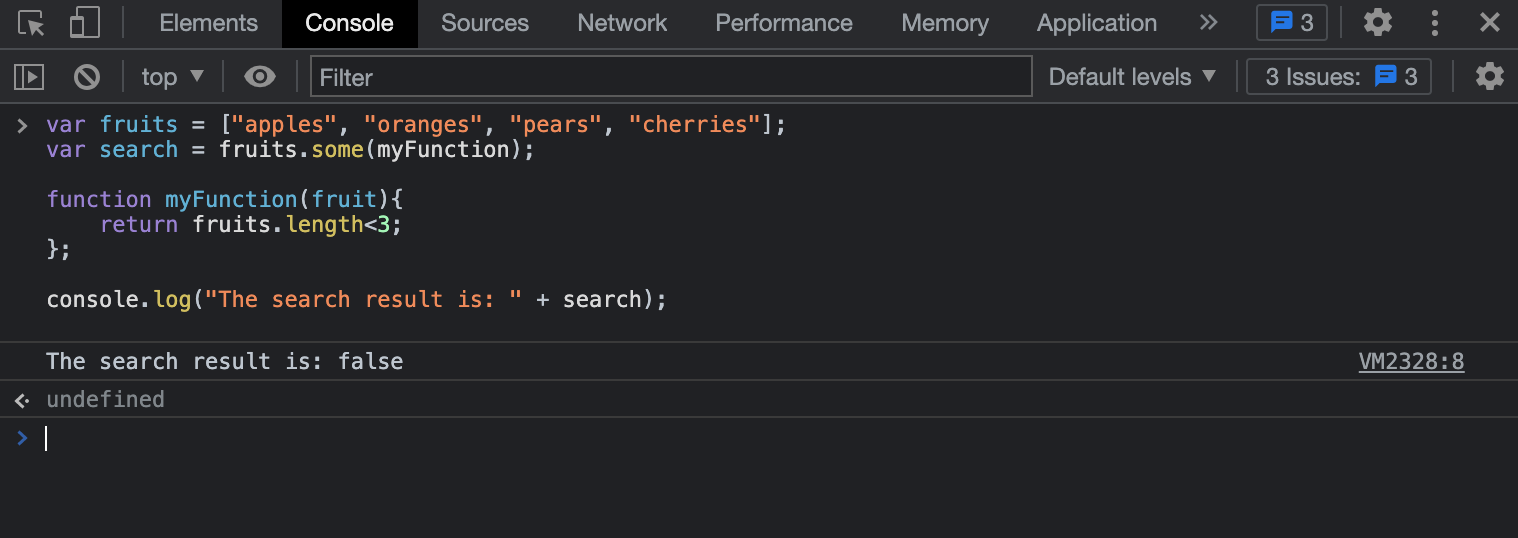 Elements Console Sources Network Performance Memory Application » 3
top ▼ Filter Default levels ▼ 3 Issues: 3
> var fruits = ["apples", "oranges", "pears", "cherries"];
var search = fruits.some(myFunction);
function myFunction(fruit){
    return fruits.length<3;
};
console.log("The search result is: " + search);
The search result is: false VM2328:8
undefined
>